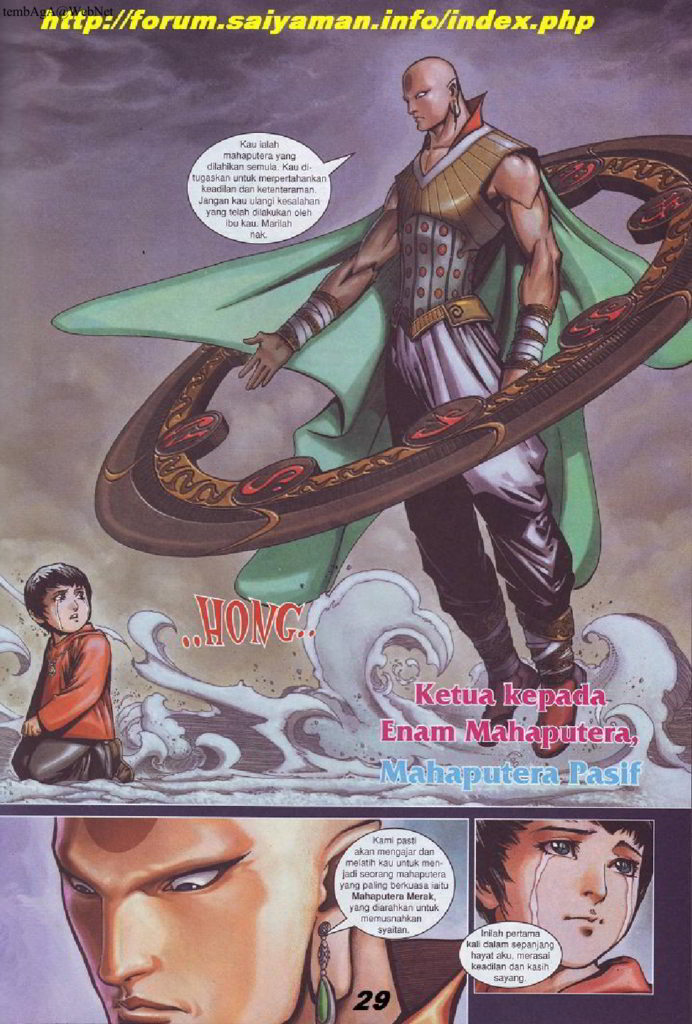 tembAgA@WebNet
http://forum.saiyaman.info/index.php
Kau ialah
mahaputera yang
dilahirkan semula. Kau di-
tugaskan untuk merpertahankan
keadilan dan ketenteraman.
Jangan kau ulangi kesalahan
yang telah dilakukan oleh
ibu kau. Marilah
nak.
..HONG..
Ketua kepada
Enam Mahaputera,
Mahaputera Pasif
Kami pasti
akan mengajar dan
melatih kau untuk men-
jadi seorang mahaputera
yang paling berkuasa iaitu
Mahaputera Merak,
yang diarahkan untuk
memusnahkan
syaitan.
Inilah pertama
kali dalam sepanjang
hayat aku, merasai
keadilan dan kasih
sayang.
29